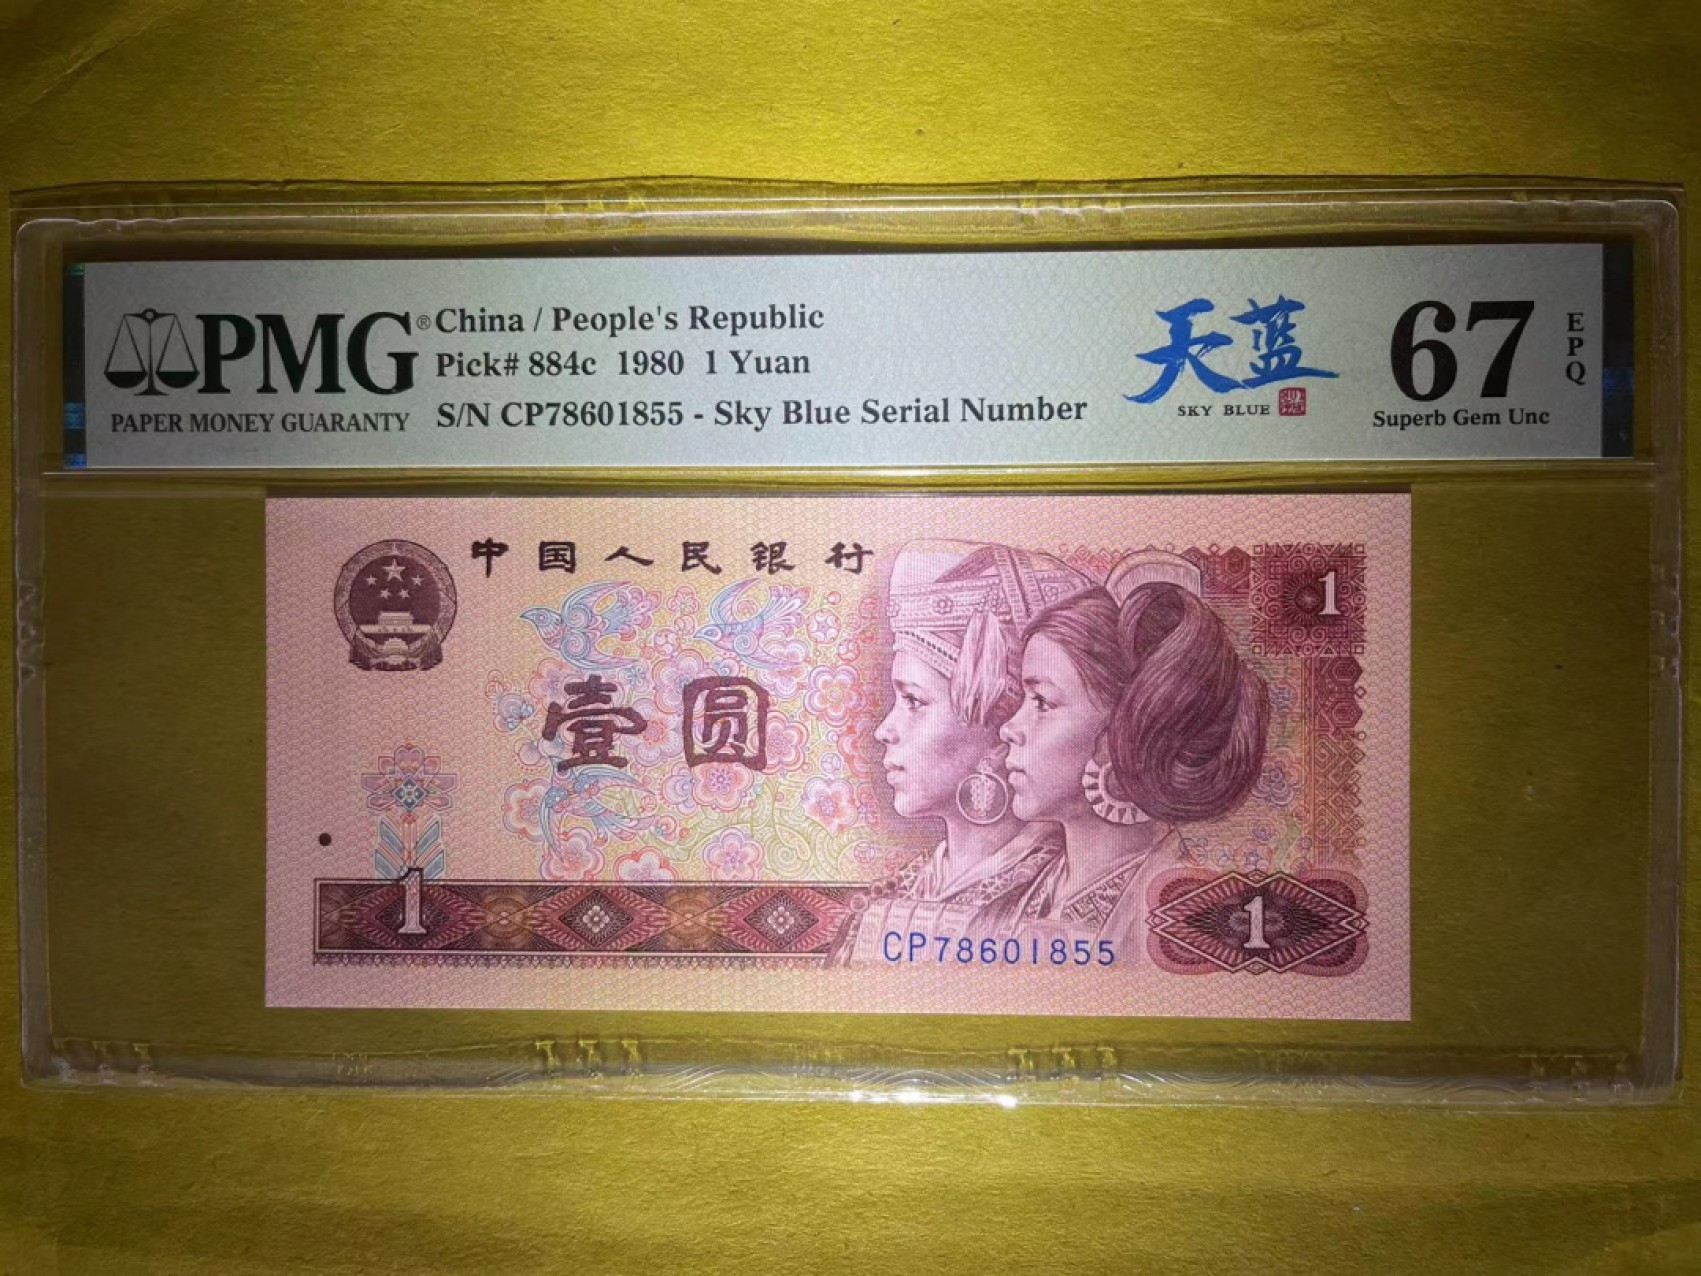 PMG®
PAPER MONEY GUARANTY
China / People's Republic
Pick# 884c 1980 1 Yuan
S/N CP78601855 - Sky Blue Serial Number
天蓝
SKY BLUE
67
EPQ
Superb Gem Unc
中国人民银行
1
壹圆
1
CP78601855
1